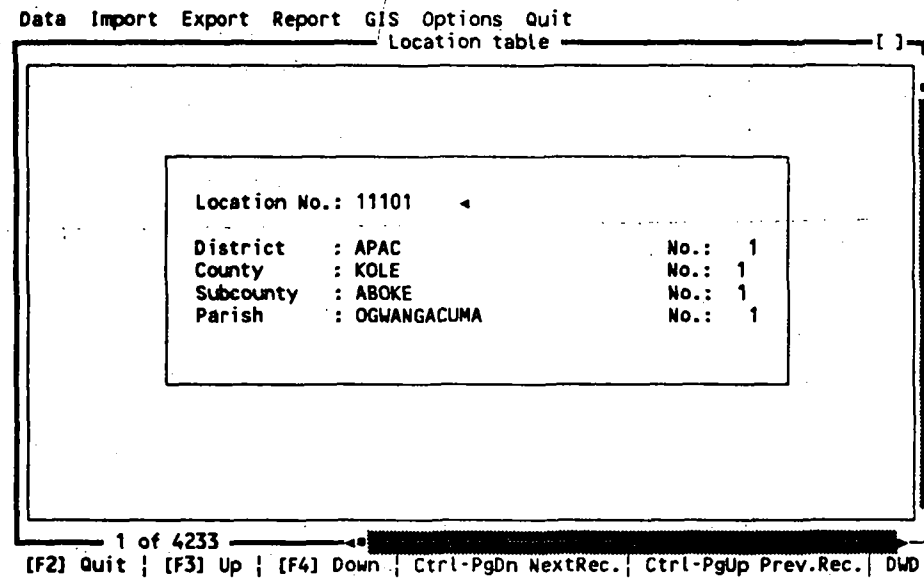 Data Import Export Report GIS Options Quit
Location table [ ]
Location No.: 11101 ◄
District : APAC No.: 1
County : KOLE No.: 1
Subcounty : ABOKE No.: 1
Parish : OGWANGACUMA No.: 1
1 of 4233
[F2] Quit ¦ [F3] Up ¦ [F4] Down ¦ Ctrl-PgDn NextRec.¦ Ctrl-PgUp Prev.Rec.¦ DWD